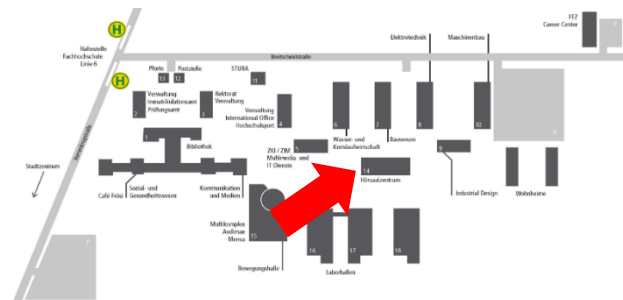 FEZ
Career Center
P
Elektrotechnik
Maschinenbau
H
Haltestelle
Fachhochschule
Linie 6
Breitscheidstraße
H
Pforte
Poststelle
STURA
13
12
11
Verwaltung
Immatrikulationsamt
Prüfungsamt
Rektorat
Verwaltung
Verwaltung
International Office
Hochschulsport
2
3
4
6
7
8
10
P
1
Bibliothek
Wasser- und
Kreislaufwirtschaft
Bauwesen
ZKI / ZIM
Multimedia- und
IT-Dienste
5
9
14
Hörsaalzentrum
Stadtzentrum
Café Frösi
Sozial- und
Gesundheitswesen
Kommunikation
und Medien
Industrial Design
Wohnheime
Multikomplex
Audimax
Mensa
15
16
17
18
P
Bewegungshalle
Laborhallen